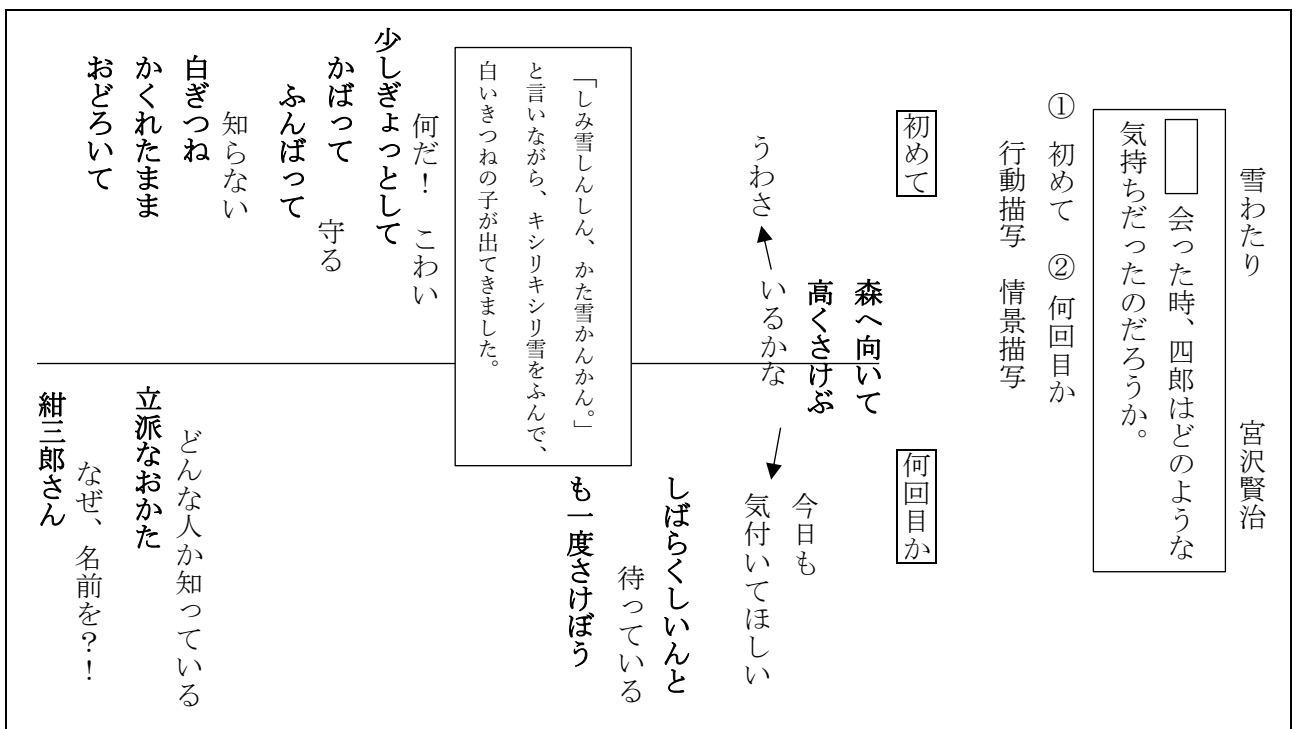 雪わたり　宮沢賢治
会った時、四郎はどのような
気持ちだったのだろうか。
①　初めて　②　何回目か
行動描写　情景描写
初めて
何回目か
森へ向いて
高くさけぶ
いるかな
うわさ
今日も
気付いてほしい
しばらくしいんと
待っている
も一度さけぼう
「しみ雪しんしん、かた雪かんかん。」
と言いながら、キシリキシリ雪をふんで、
白いきつねの子が出てきました。
何だ！　こわい
少しぎょっとして
守る
かばって
ふんばって
知らない
白ぎつね
かくれたまま
おどろいて
どんな人か知っている
立派なおかた
なぜ、名前を？！
紺三郎さん